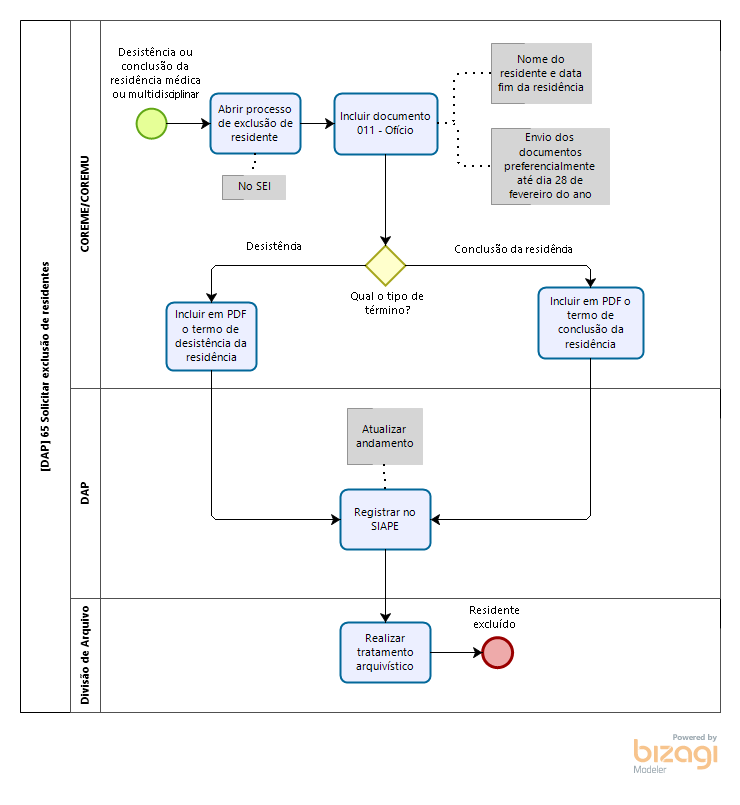 [DAP] 65 Solicitar exclusão de residentes
COREME/COREMU
Desistência ou
conclusão da
residência médica
ou multidisciplinar
Abrir processo
de exclusão de
residente
No SEI
Incluir documento
011 - Ofício
Nome do
residente e data
fim da residência
Envio dos
documentos
preferencialmente
até dia 28 de
fevereiro do ano
Desistência
Conclusão da residência
Qual o tipo de
término?
Incluir em PDF
o termo de
desistência da
residência
Incluir em PDF o
termo de
conclusão da
residência
DAP
Atualizar
andamento
Registrar no
SIAPE
Divisão de Arquivo
Realizar
tratamento
arquivístico
Residente
excluído
Powered by
bizagi
Modeler